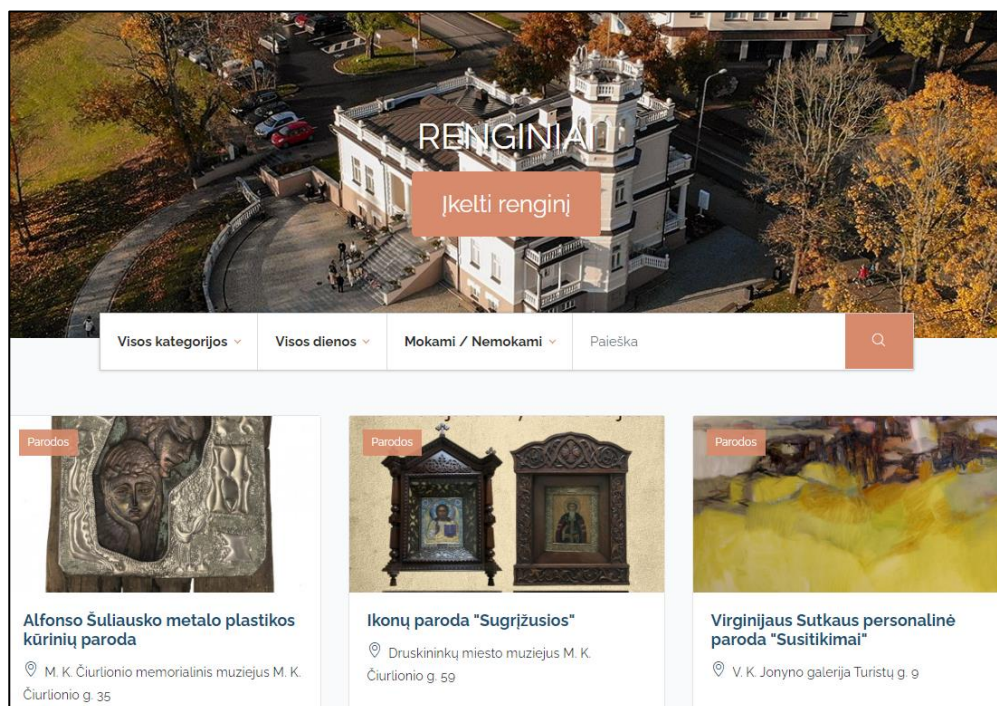 RENGINIAI
Įkelti renginį
Visos kategorijos
Visos dienos
Mokami / Nemokami
Paieška
Parodos
Parodos
Parodos
Alfonso Šuliausko metalo plastikos
kūrinių paroda
M. K. Čiurlionio memorialinis muziejus M. K.
Čiurlionio g. 35
Ikonų paroda "Sugrįžusios"
Druskininkų miesto muziejus M. K.
Čiurlionio g. 59
Virginijaus Sutkaus personalinė
paroda "Susitikimai"
V. K. Jonyno galerija Turistų g. 9